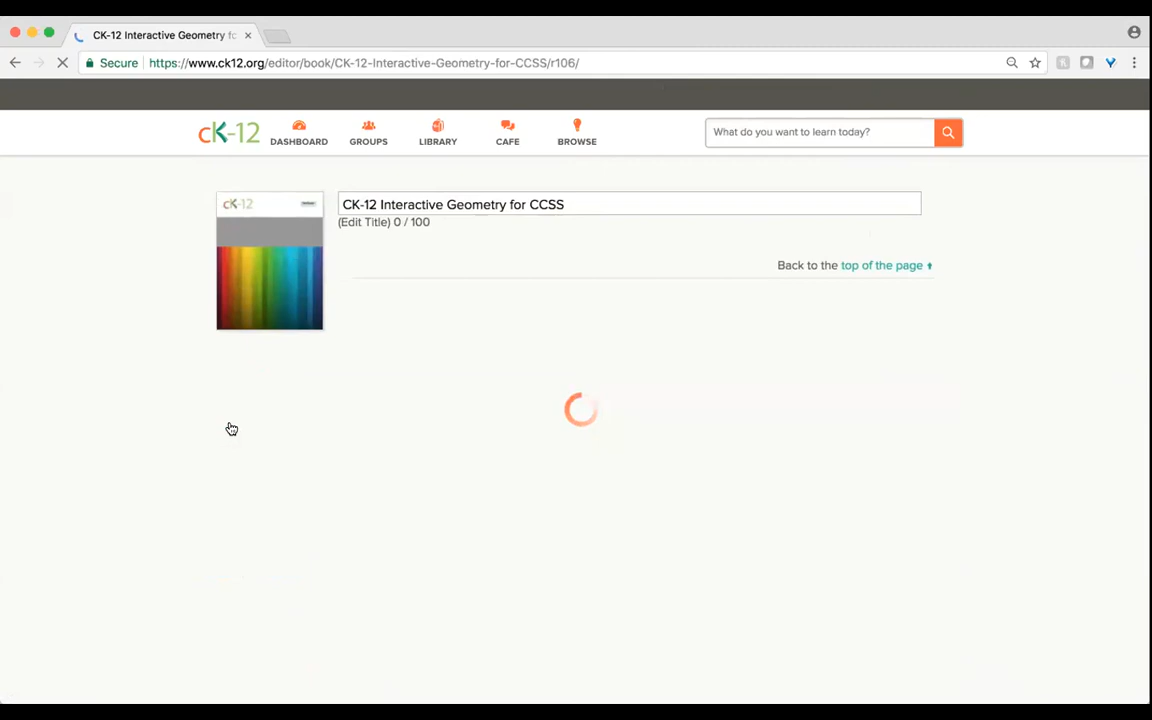 CK-12 Interactive Geometry fo
Secure https://www.ck12.org/editor/book/CK-12-Interactive-Geometry-for-CCSS/r106/
cK-12 DASHBOARD GROUPS LIBRARY CAFE BROWSE What do you want to learn today?
cK-12
CK-12 Interactive Geometry for CCSS
(Edit Title) 0 / 100
Back to the top of the page